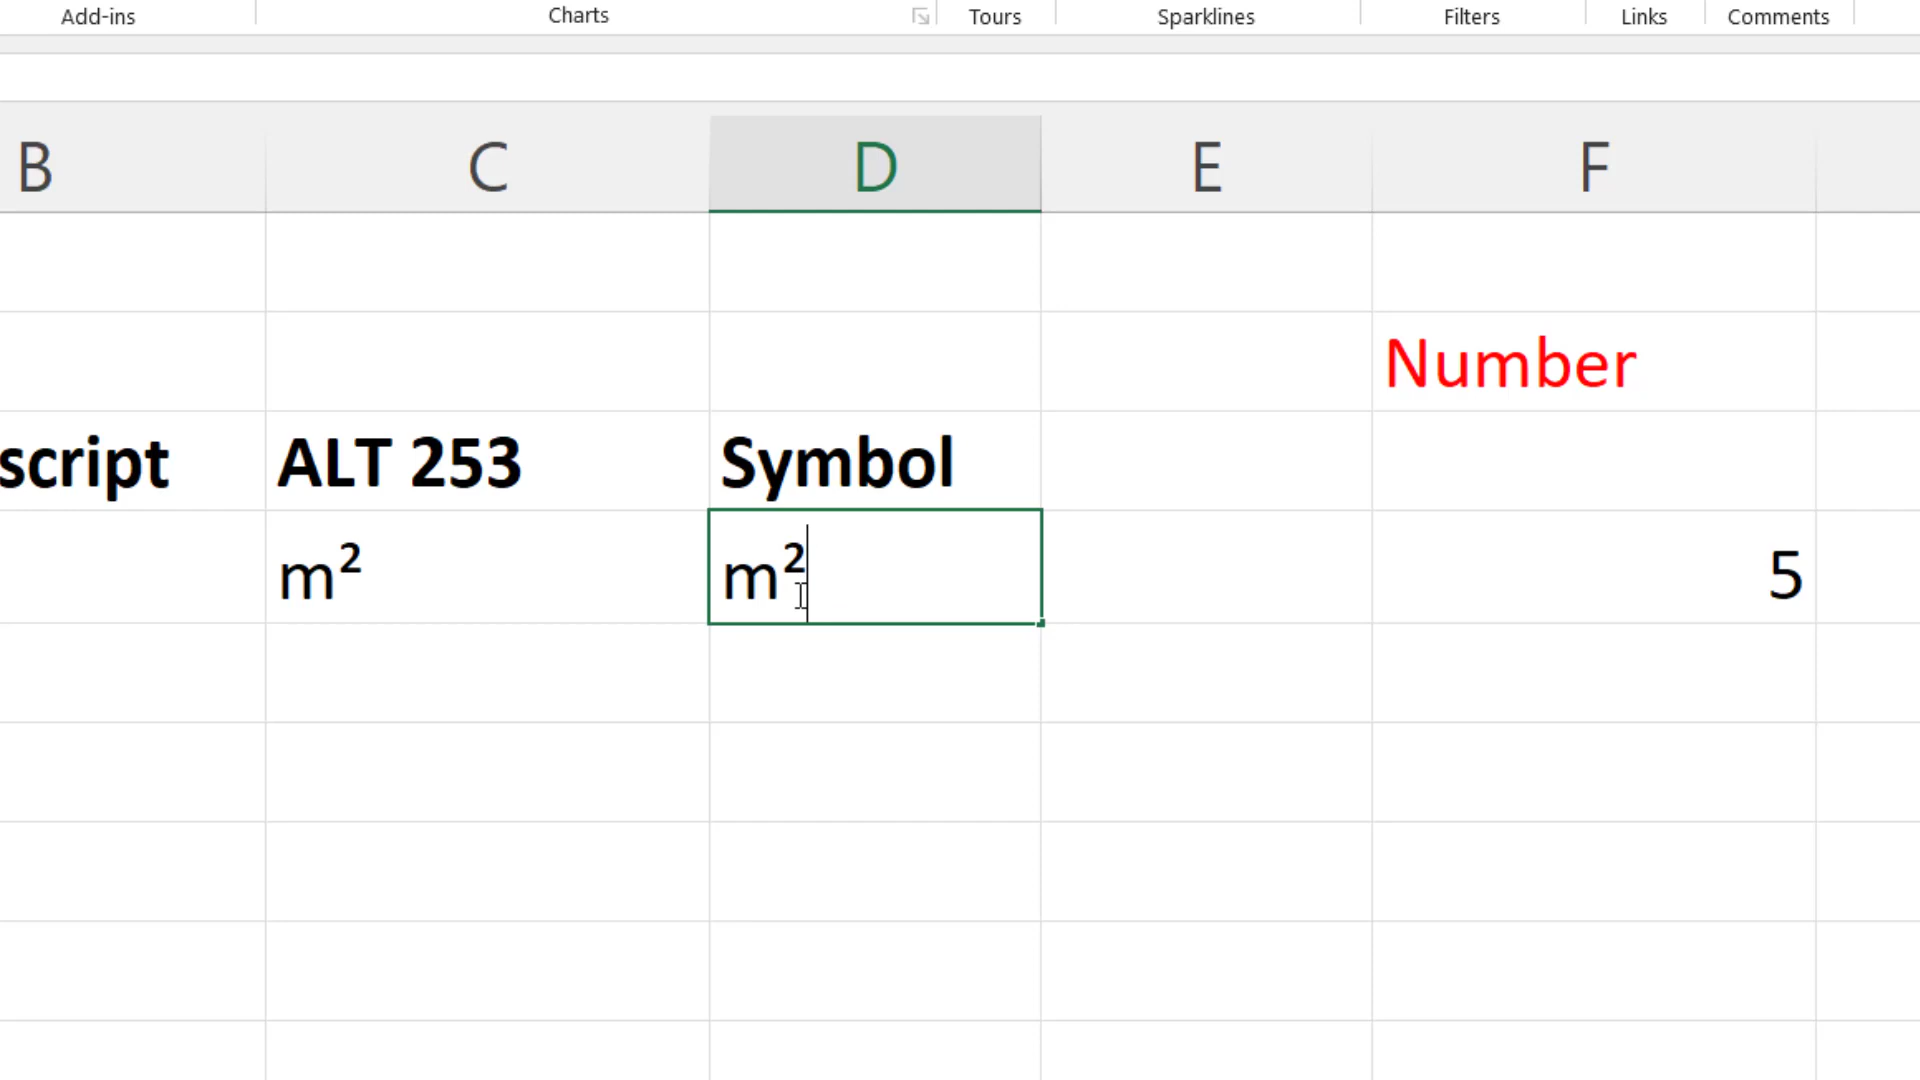 Add-ins Charts Tours Sparklines Filters Links Comments
B C D E F
Number
script ALT 253 Symbol
m² m² 5